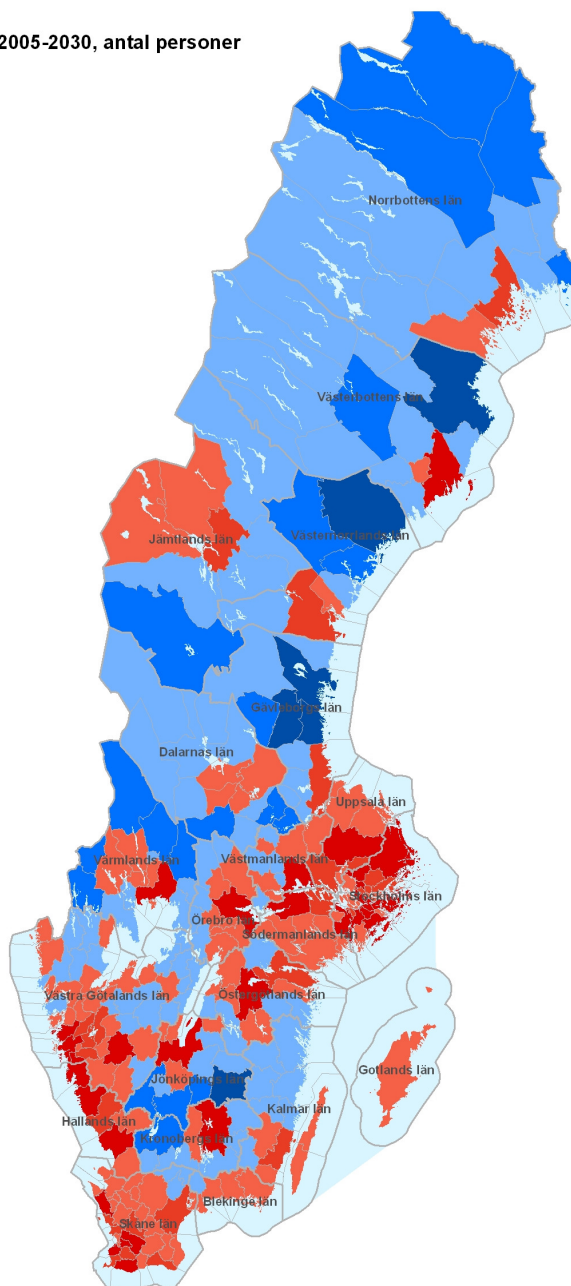 2005-2030, antal personer
Norrbottens län
Västerbottens län
Jämtlands län
Västernorrlands län
Gävleborgs län
Dalarnas län
Uppsala län
Värmlands län
Västmanlands län
Stockholms län
Örebro län
Södermanlands län
Västra Götalands län
Östergötlands län
Gotlands län
Jönköpings län
Kalmar län
Hallands län
Kronobergs län
Blekinge län
Skåne län